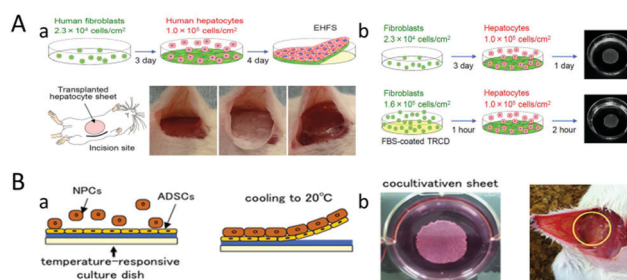 A
a
Human fibroblasts
2.3 × 10⁴ cells/cm²
Human hepatocytes
1.0 × 10⁵ cells/cm²
EHFS
3 day
4 day
Transplanted
hepatocyte sheet
Incision site
b
Fibroblasts
2.3 × 10⁴ cells/cm²
Hepatocytes
1.0 × 10⁵ cells/cm²
3 day
1 day
Fibroblasts
1.6 × 10⁵ cells/cm²
Hepatocytes
1.0 × 10⁵ cells/cm²
FBS-coated TRCD
1 hour
2 hour
B
a
NPCs
ADSCs
cooling to 20°C
temperature-responsive
culture dish
b
cocultivativen sheet